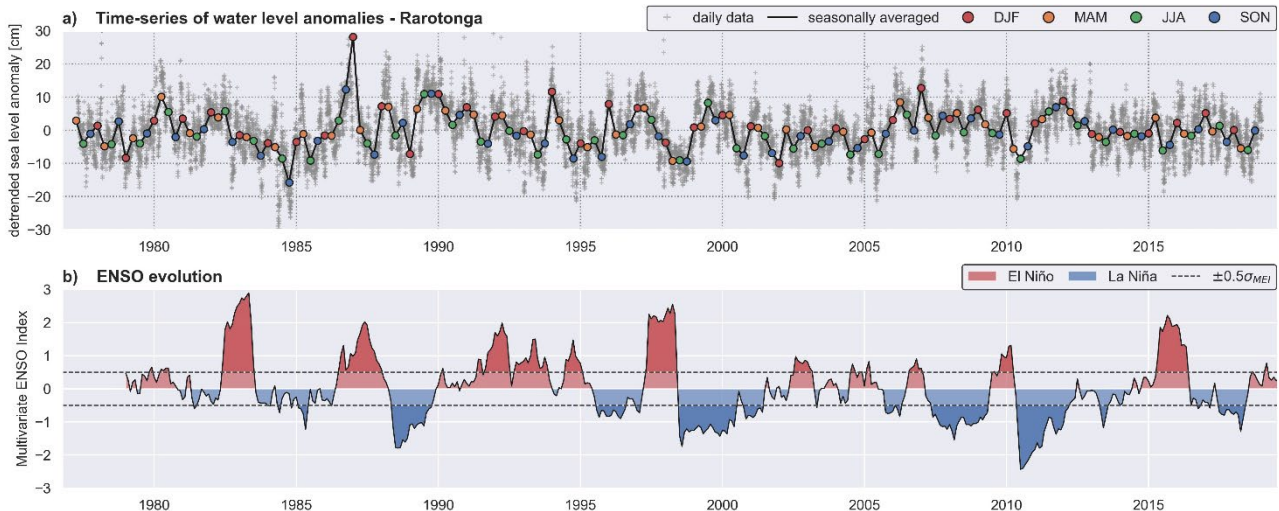 a) Time-series of water level anomalies - Rarotonga
daily data seasonally averaged DJF MAM JJA SON
detrended sea level anomaly [cm]
30
20
10
0
−10
−20
−30
1980 1985 1990 1995 2000 2005 2010 2015
b) ENSO evolution
El Niño La Niña ±0.5σMEI
Multivariate ENSO Index
3
2
1
0
−1
−2
−3
1980 1985 1990 1995 2000 2005 2010 2015